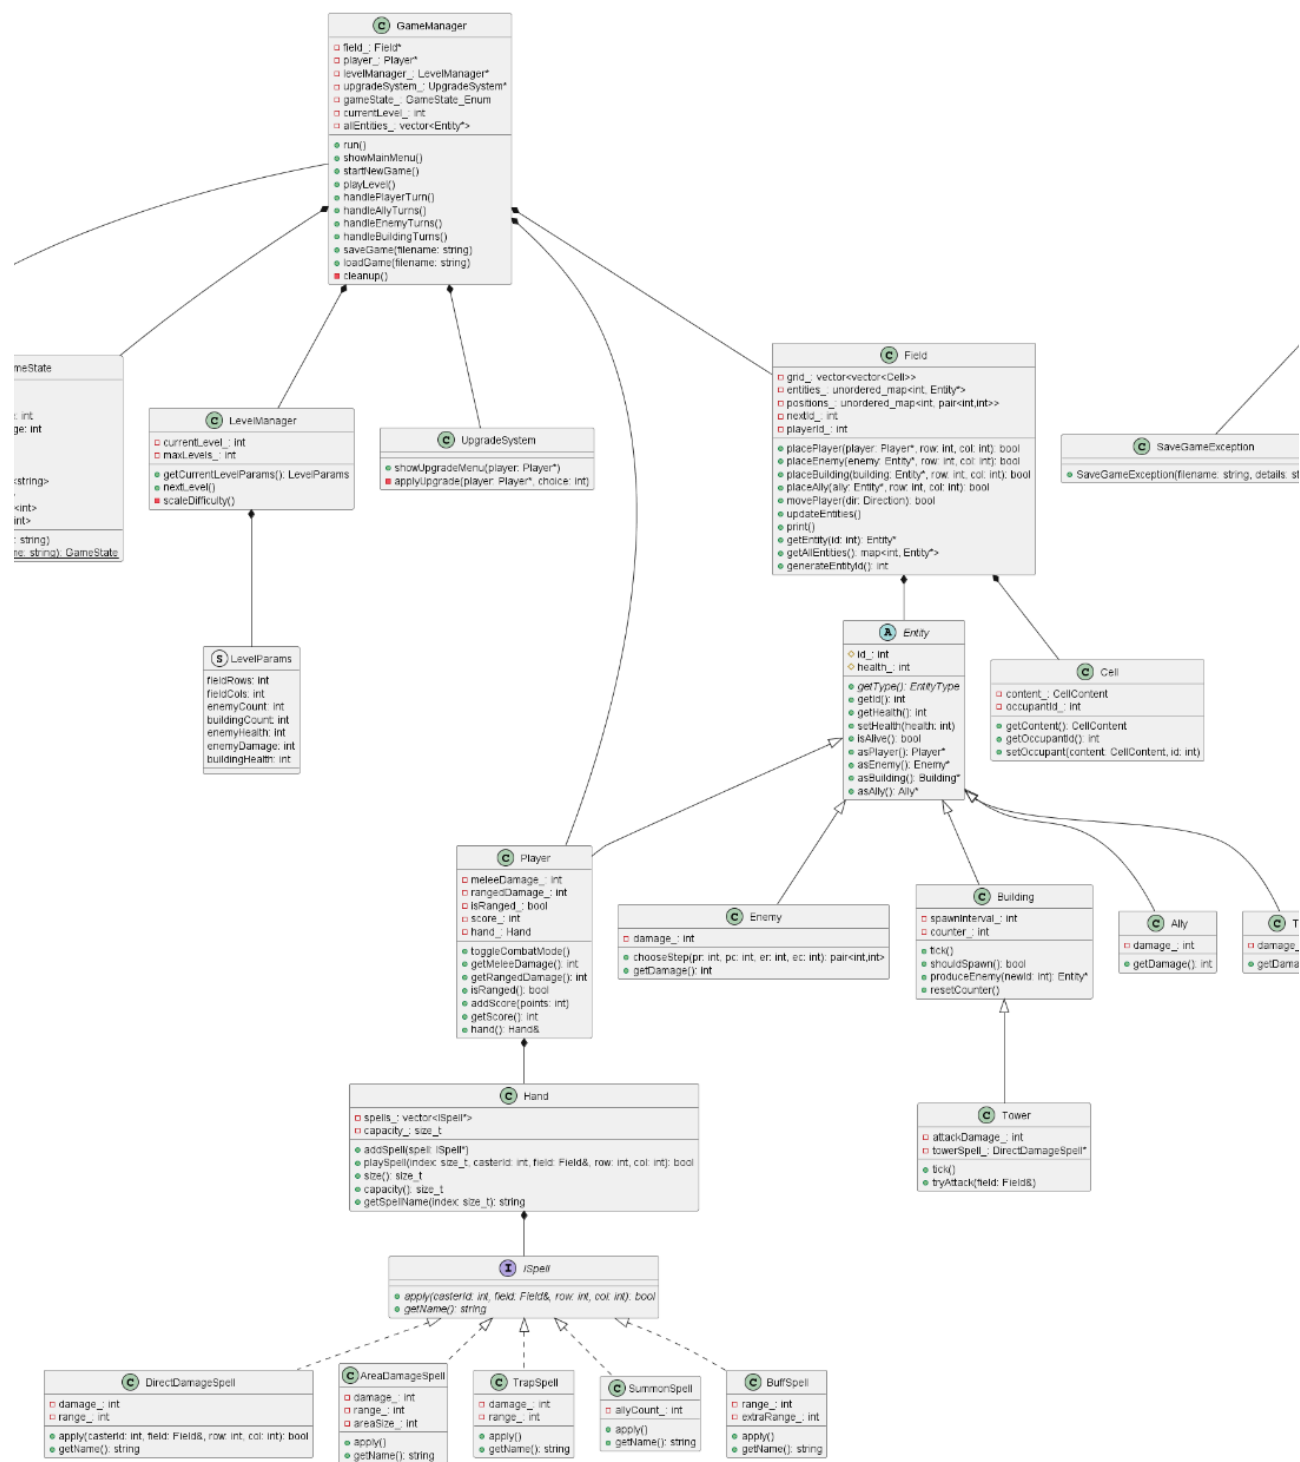 C GameManager
field_: Field*
player_: Player*
levelManager_: LevelManager*
upgradeSystem_: UpgradeSystem*
gameState_: GameState_Enum
currentLevel_: int
allEntities_: vector<Entity*>
run()
showMainMenu()
startNewGame()
playLevel()
handlePlayerTurn()
handleAllyTurns()
handleEnemyTurns()
handleBuildingTurns()
saveGame(filename: string)
loadGame(filename: string)
cleanup()
meState
: int
ge: int
<string>
<int>
int>
: string)
me: string): GameState
C LevelManager
currentLevel_: int
maxLevels_: int
getCurrentLevelParams(): LevelParams
nextLevel()
scaleDifficulty()
C UpgradeSystem
showUpgradeMenu(player: Player*)
applyUpgrade(player: Player*, choice: int)
C Field
grid_: vector<vector<Cell>>
entities_: unordered_map<int, Entity*>
positions_: unordered_map<int, pair<int,int>>
nextId_: int
playerId_: int
placePlayer(player: Player*, row: int, col: int): bool
placeEnemy(enemy: Entity*, row: int, col: int): bool
placeBuilding(building: Entity*, row: int, col: int): bool
placeAlly(ally: Entity*, row: int, col: int): bool
movePlayer(dir: Direction): bool
updateEntities()
print()
getEntity(id: int): Entity*
getAllEntities(): map<int, Entity*>
generateEntityId(): int
C SaveGameException
SaveGameException(filename: string, details: st
S LevelParams
fieldRows: int
fieldCols: int
enemyCount: int
buildingCount: int
enemyHealth: int
enemyDamage: int
buildingHealth: int
A Entity
id_: int
health_: int
getType(): EntityType
getId(): int
getHealth(): int
setHealth(health: int)
isAlive(): bool
asPlayer(): Player*
asEnemy(): Enemy*
asBuilding(): Building*
asAlly(): Ally*
C Cell
content_: CellContent
occupantId_: int
getContent(): CellContent
getOccupantId(): int
setOccupant(content: CellContent, id: int)
C Player
meleeDamage_: int
rangedDamage_: int
isRanged_: bool
score_: int
hand_: Hand
toggleCombatMode()
getMeleeDamage(): int
getRangedDamage(): int
isRanged(): bool
addScore(points: int)
getScore(): int
hand(): Hand&
C Enemy
damage_: int
chooseStep(pr: int, pc: int, er: int, ec: int): pair<int,int>
getDamage(): int
C Building
spawnInterval_: int
counter_: int
tick()
shouldSpawn(): bool
produceEnemy(newId: int): Entity*
resetCounter()
C Ally
damage_: int
getDamage(): int
C T
damage_
getDama
C Hand
spells_: vector<ISpell*>
capacity_: size_t
addSpell(spell: ISpell*)
playSpell(index: size_t, casterId: int, field: Field&, row: int, col: int): bool
size(): size_t
capacity(): size_t
getSpellName(index: size_t): string
C Tower
attackDamage_: int
towerSpell_: DirectDamageSpell*
tick()
tryAttack(field: Field&)
I ISpell
apply(casterId: int, field: Field&, row: int, col: int): bool
getName(): string
C DirectDamageSpell
damage_: int
range_: int
apply(casterId: int, field: Field&, row: int, col: int): bool
getName(): string
C AreaDamageSpell
damage_: int
range_: int
areaSize_: int
apply()
getName(): string
C TrapSpell
damage_: int
range_: int
apply()
getName(): string
C SummonSpell
allyCount_: int
apply()
getName(): string
C BuffSpell
range_: int
extraRange_: int
apply()
getName(): string